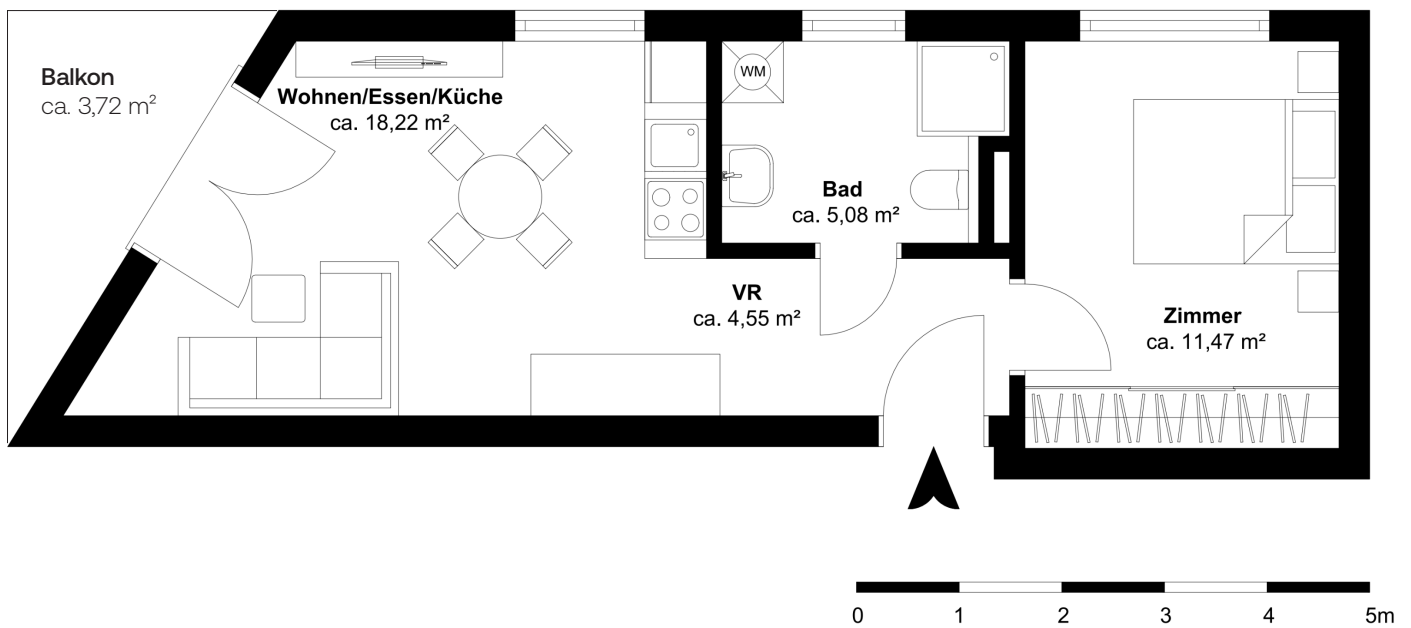 Balkon
ca. 3,72 m²
Wohnen/Essen/Küche
ca. 18,22 m²
WM
Bad
ca. 5,08 m²
VR
ca. 4,55 m²
Zimmer
ca. 11,47 m²
0 1 2 3 4 5m